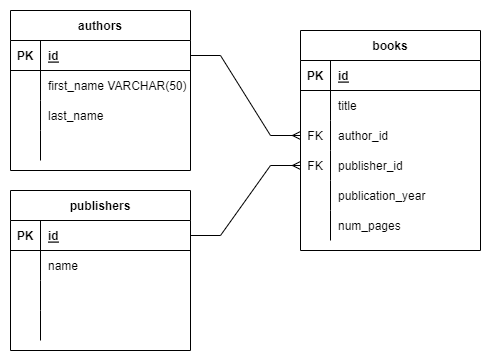 authors
PK id
first_name VARCHAR(50)
last_name
publishers
PK id
name
books
PK id
title
FK author_id
FK publisher_id
publication_year
num_pages